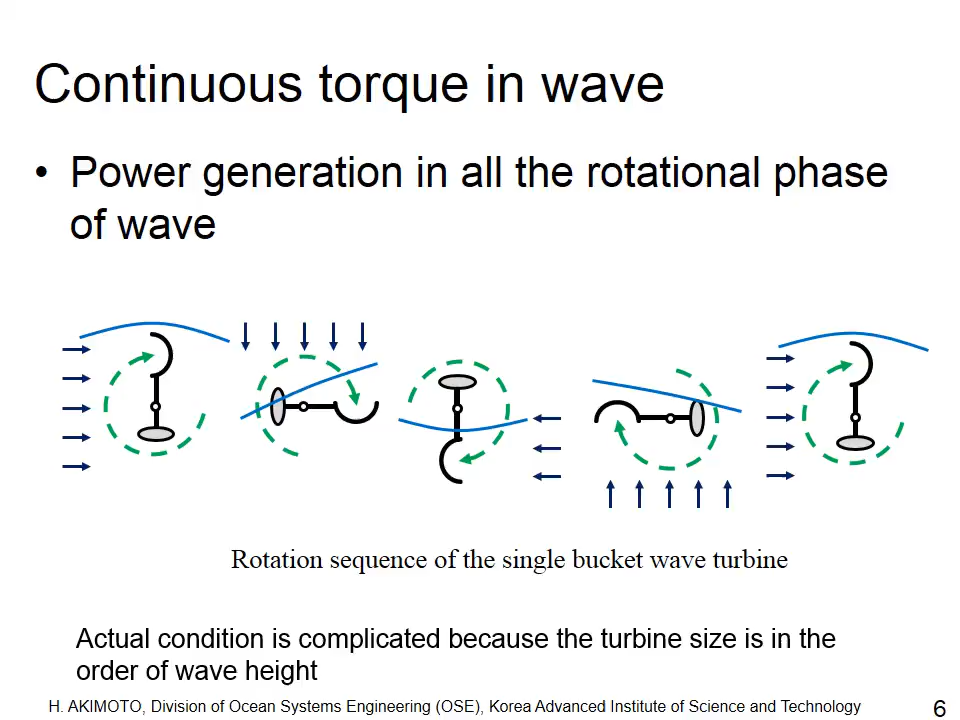 Continuous torque in wave
• Power generation in all the rotational phase
of wave
Rotation sequence of the single bucket wave turbine
Actual condition is complicated because the turbine size is in the
order of wave height
H. AKIMOTO, Division of Ocean Systems Engineering (OSE), Korea Advanced Institute of Science and Technology
6